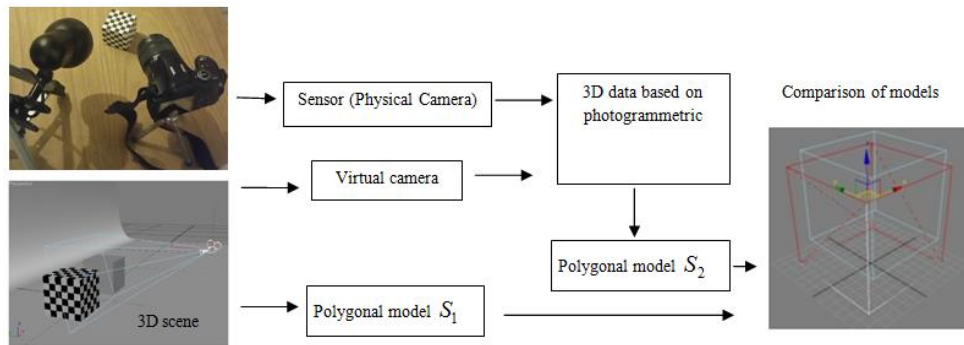 Sensor (Physical Camera)
3D data based on
photogrammetric
Comparison of models
Virtual camera
Polygonal model S₂
3D scene
Polygonal model S₁